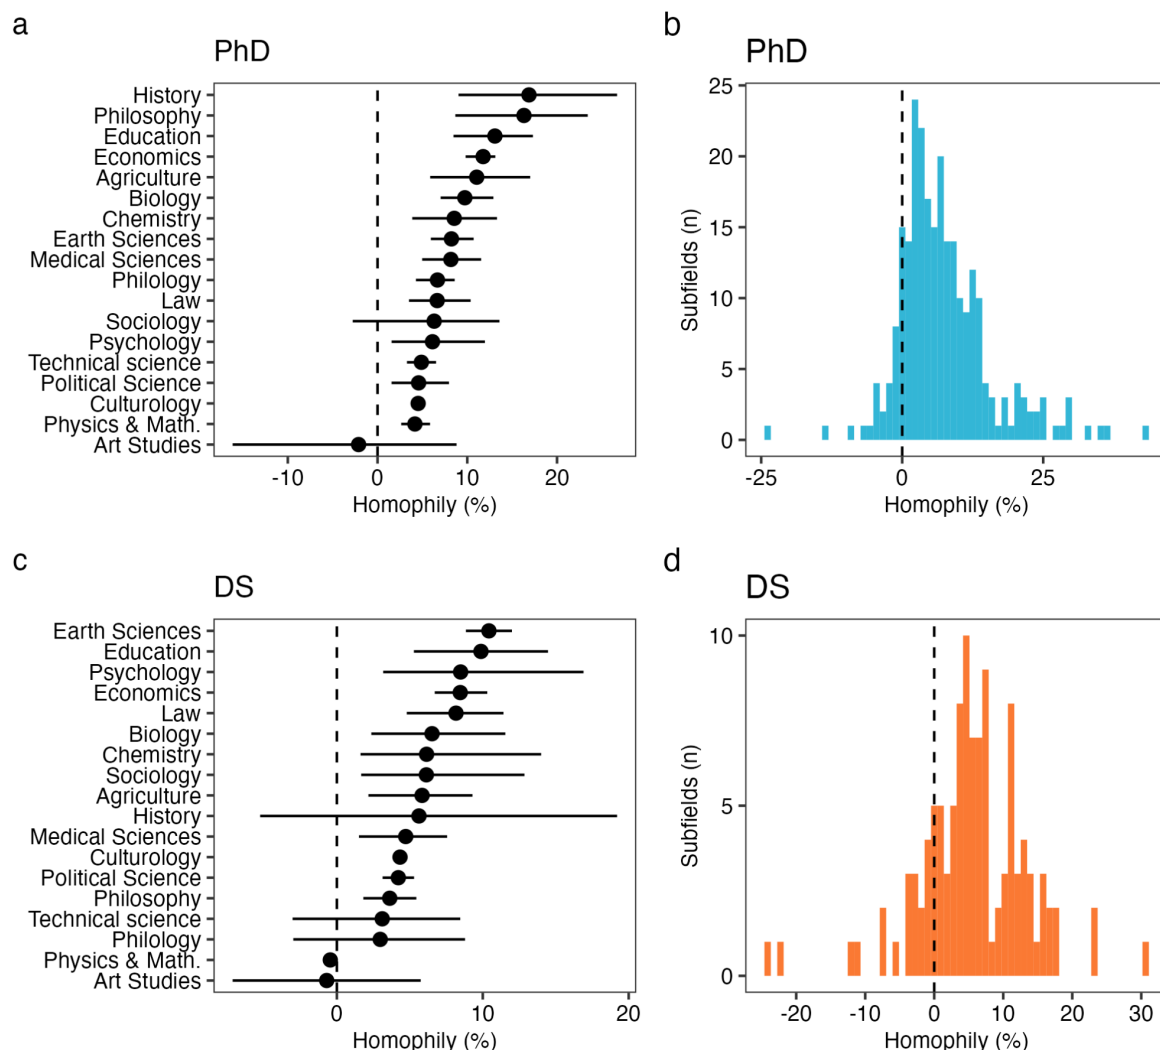 a
PhD
History
Philosophy
Education
Economics
Agriculture
Biology
Chemistry
Earth Sciences
Medical Sciences
Philology
Law
Sociology
Psychology
Technical science
Political Science
Culturology
Physics & Math.
Art Studies
-10 0 10 20
Homophily (%)
b
PhD
Subfields (n)
25
20
15
10
5
0
-25 0 25
Homophily (%)
c
DS
Earth Sciences
Education
Psychology
Economics
Law
Biology
Chemistry
Sociology
Agriculture
History
Medical Sciences
Culturology
Political Science
Philosophy
Technical science
Philology
Physics & Math.
Art Studies
0 10 20
Homophily (%)
d
DS
Subfields (n)
10
5
0
-20 -10 0 10 20 30
Homophily (%)